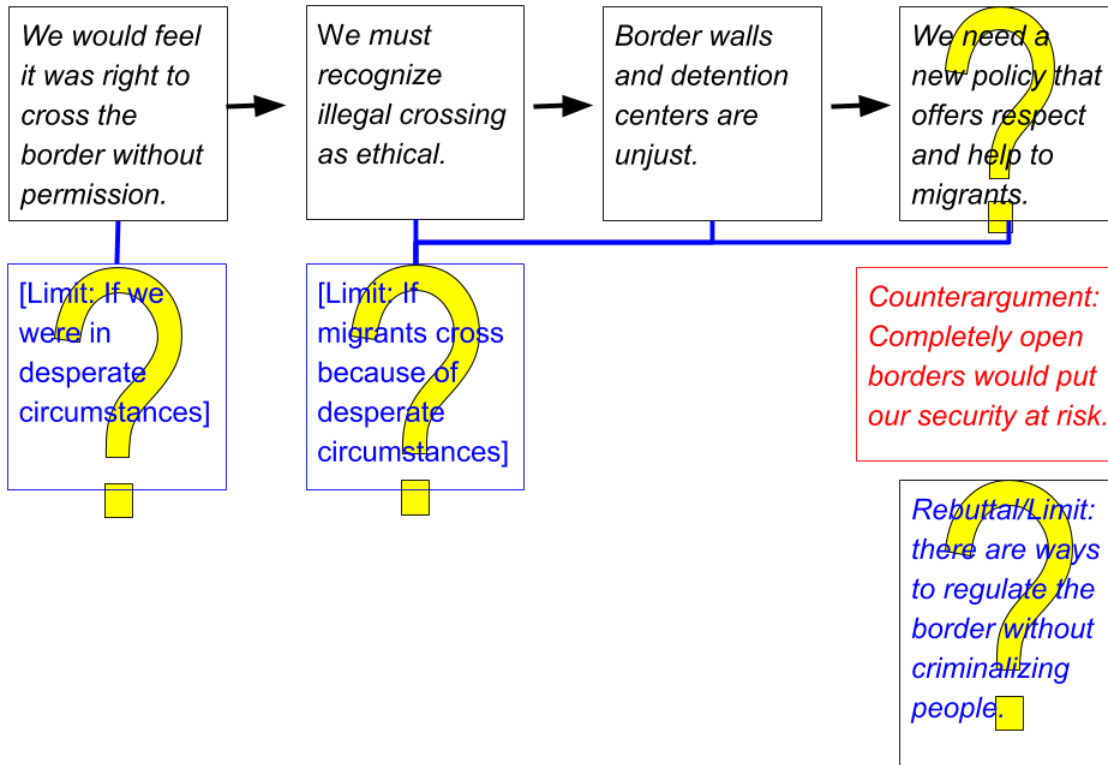 We would feel
it was right to
cross the
border without
permission.
We must
recognize
illegal crossing
as ethical.
Border walls
and detention
centers are
unjust.
We need a
new policy that
offers respect
and help to
migrants.
[Limit: If we
were in
desperate
circumstances]
[Limit: If
migrants cross
because of
desperate
circumstances]
Counterargument:
Completely open
borders would put
our security at risk.
Rebuttal/Limit:
there are ways
to regulate the
border without
criminalizing
people.